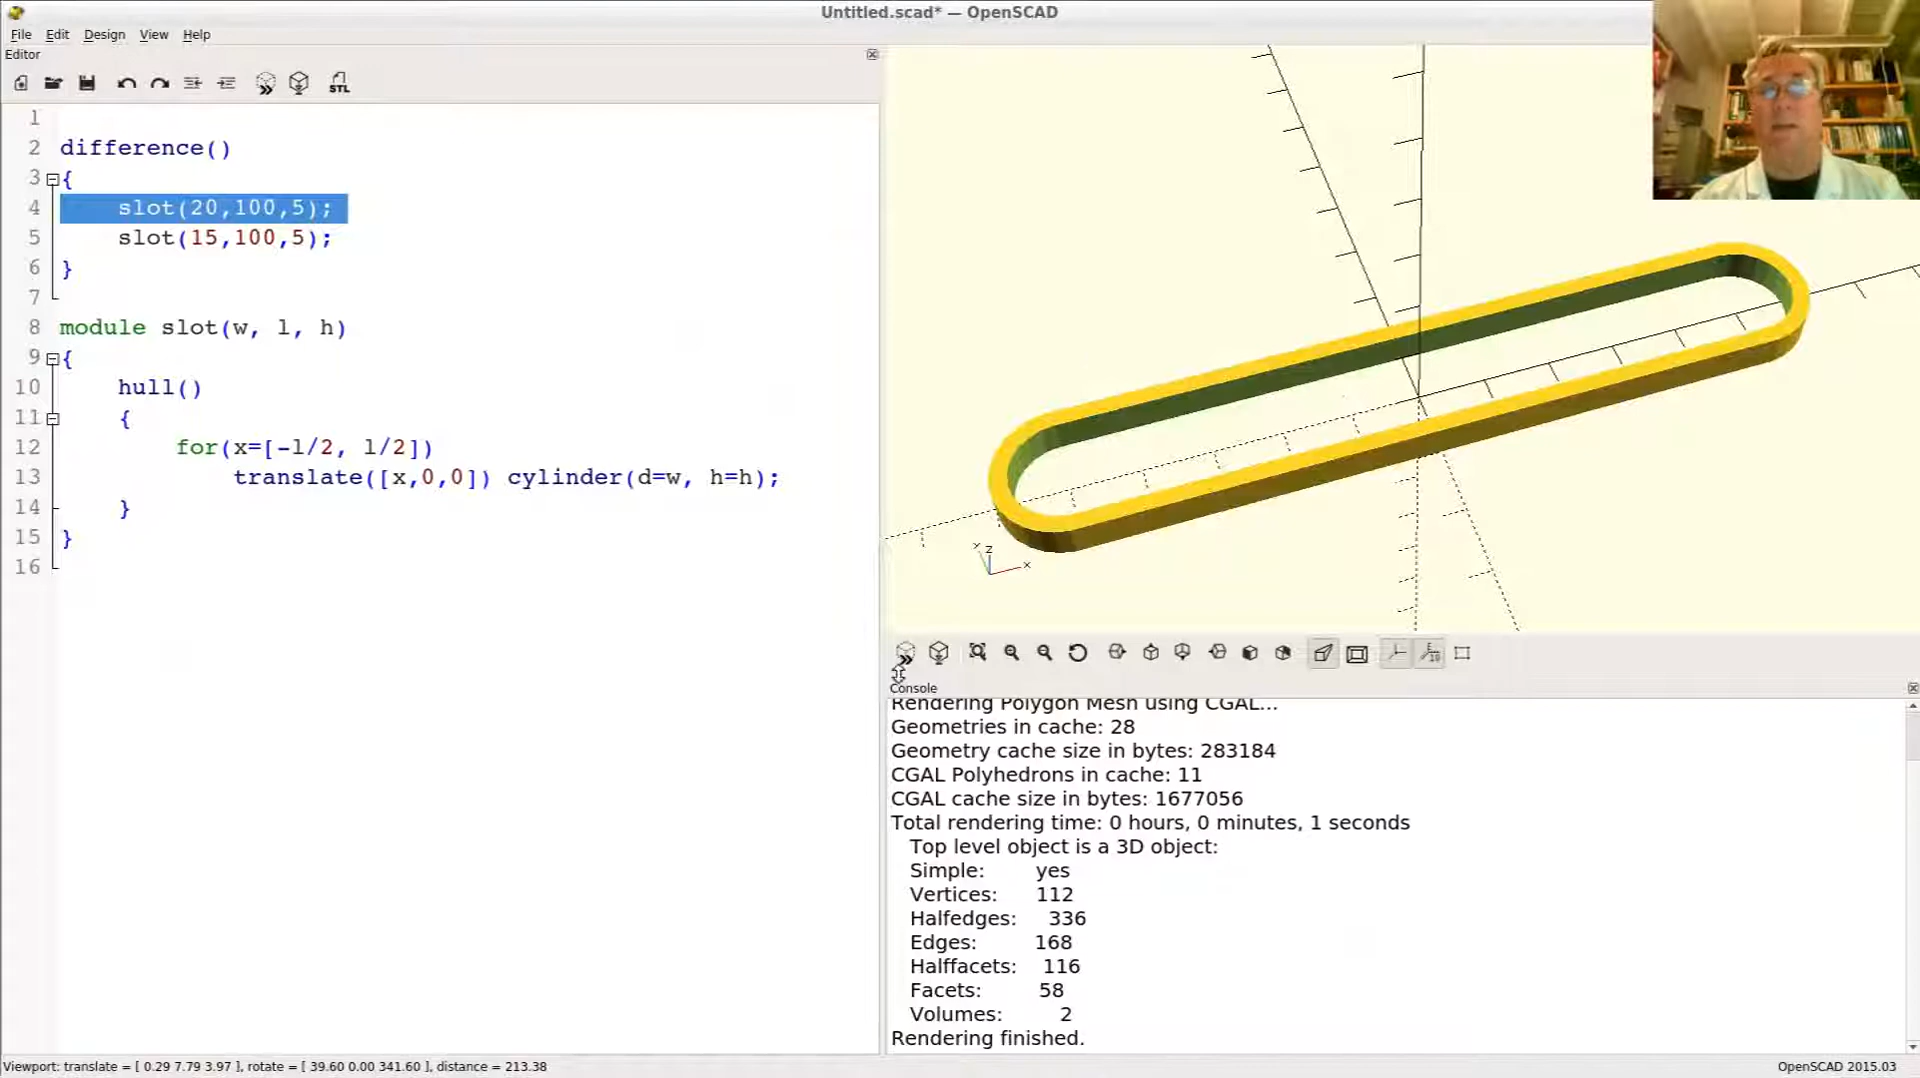 Untitled.scad* — OpenSCAD
File Edit Design View Help
Editor
STL
1
2 difference()
3 {
4 slot(20,100,5);
5 slot(15,100,5);
6 }
7
8 module slot(w, l, h)
9 {
10 hull()
11 {
12 for(x=[-l/2, l/2])
13 translate([x,0,0]) cylinder(d=w, h=h);
14 }
15 }
16
Y Z X
10
Console
Rendering Polygon Mesh using CGAL...
Geometries in cache: 28
Geometry cache size in bytes: 283184
CGAL Polyhedrons in cache: 11
CGAL cache size in bytes: 1677056
Total rendering time: 0 hours, 0 minutes, 1 seconds
Top level object is a 3D object:
Simple: yes
Vertices: 112
Halfedges: 336
Edges: 168
Halffacets: 116
Facets: 58
Volumes: 2
Rendering finished.
Viewport: translate = [ 0.29 7.79 3.97 ], rotate = [ 39.60 0.00 341.60 ], distance = 213.38
OpenSCAD 2015.03